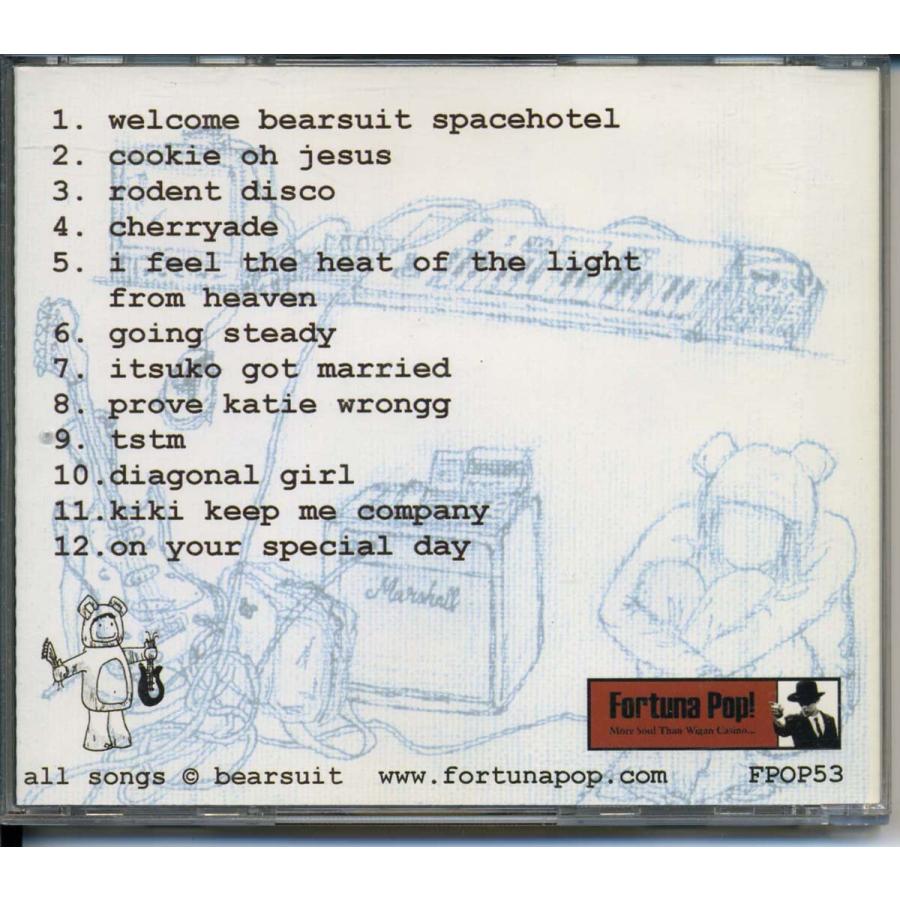 1. welcome bearsuit spacehotel
2. cookie oh jesus
3. rodent disco
4. cherryade
5. i feel the heat of the light
from heaven
6. going steady
7. itsuko got married
8. prove katie wrongg
9. tstm
10.diagonal girl
11.kiki keep me company
12.on your special day
Marshall
Fortuna Pop!
More Soul Than Wigan Casino...
all songs © bearsuit www.fortunapop.com FPOP53